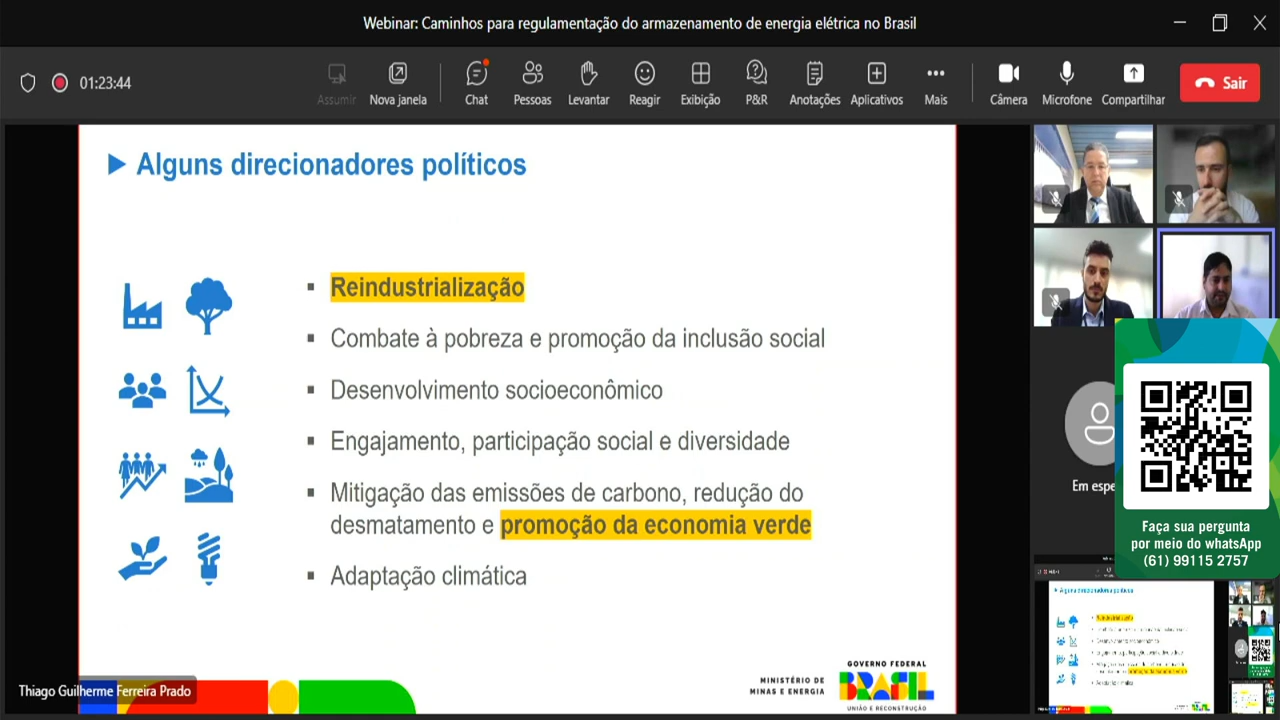 Webinar: Caminhos para regulamentação do armazenamento de energia elétrica no Brasil
01:23:44
Assumir
Nova janela
Chat
Pessoas
Levantar
Reagir
Exibição
P&R
Anotações
Aplicativos
Mais
Câmera
Microfone
Compartilhar
Sair
Alguns direcionadores políticos
Reindustrialização
Combate à pobreza e promoção da inclusão social
Desenvolvimento socioeconômico
Engajamento, participação social e diversidade
Mitigação das emissões de carbono, redução do
desmatamento e promoção da economia verde
Adaptação climática
Thiago Guilherme Ferreira Prado
MINISTÉRIO DE
MINAS E ENERGIA
GOVERNO FEDERAL
BRASIL
UNIÃO E RECONSTRUÇÃO
Em espe
Faça sua pergunta
por meio do whatsApp
(61) 99115 2757
Alguns direcionadores políticos